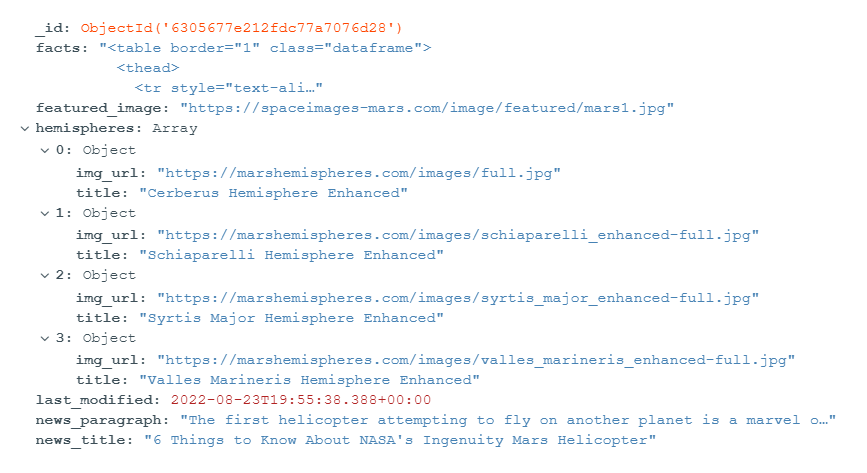 _id: ObjectId('6305677e212fdc77a7076d28')
facts: "<table border="1" class="dataframe">
<thead>
<tr style="text-ali…"
featured_image: "https://spaceimages-mars.com/image/featured/mars1.jpg"
hemispheres: Array
0: Object
img_url: "https://marshemispheres.com/images/full.jpg"
title: "Cerberus Hemisphere Enhanced"
1: Object
img_url: "https://marshemispheres.com/images/schiaparelli_enhanced-full.jpg"
title: "Schiaparelli Hemisphere Enhanced"
2: Object
img_url: "https://marshemispheres.com/images/syrtis_major_enhanced-full.jpg"
title: "Syrtis Major Hemisphere Enhanced"
3: Object
img_url: "https://marshemispheres.com/images/valles_marineris_enhanced-full.jpg"
title: "Valles Marineris Hemisphere Enhanced"
last_modified: 2022-08-23T19:55:38.388+00:00
news_paragraph: "The first helicopter attempting to fly on another planet is a marvel o…"
news_title: "6 Things to Know About NASA's Ingenuity Mars Helicopter"